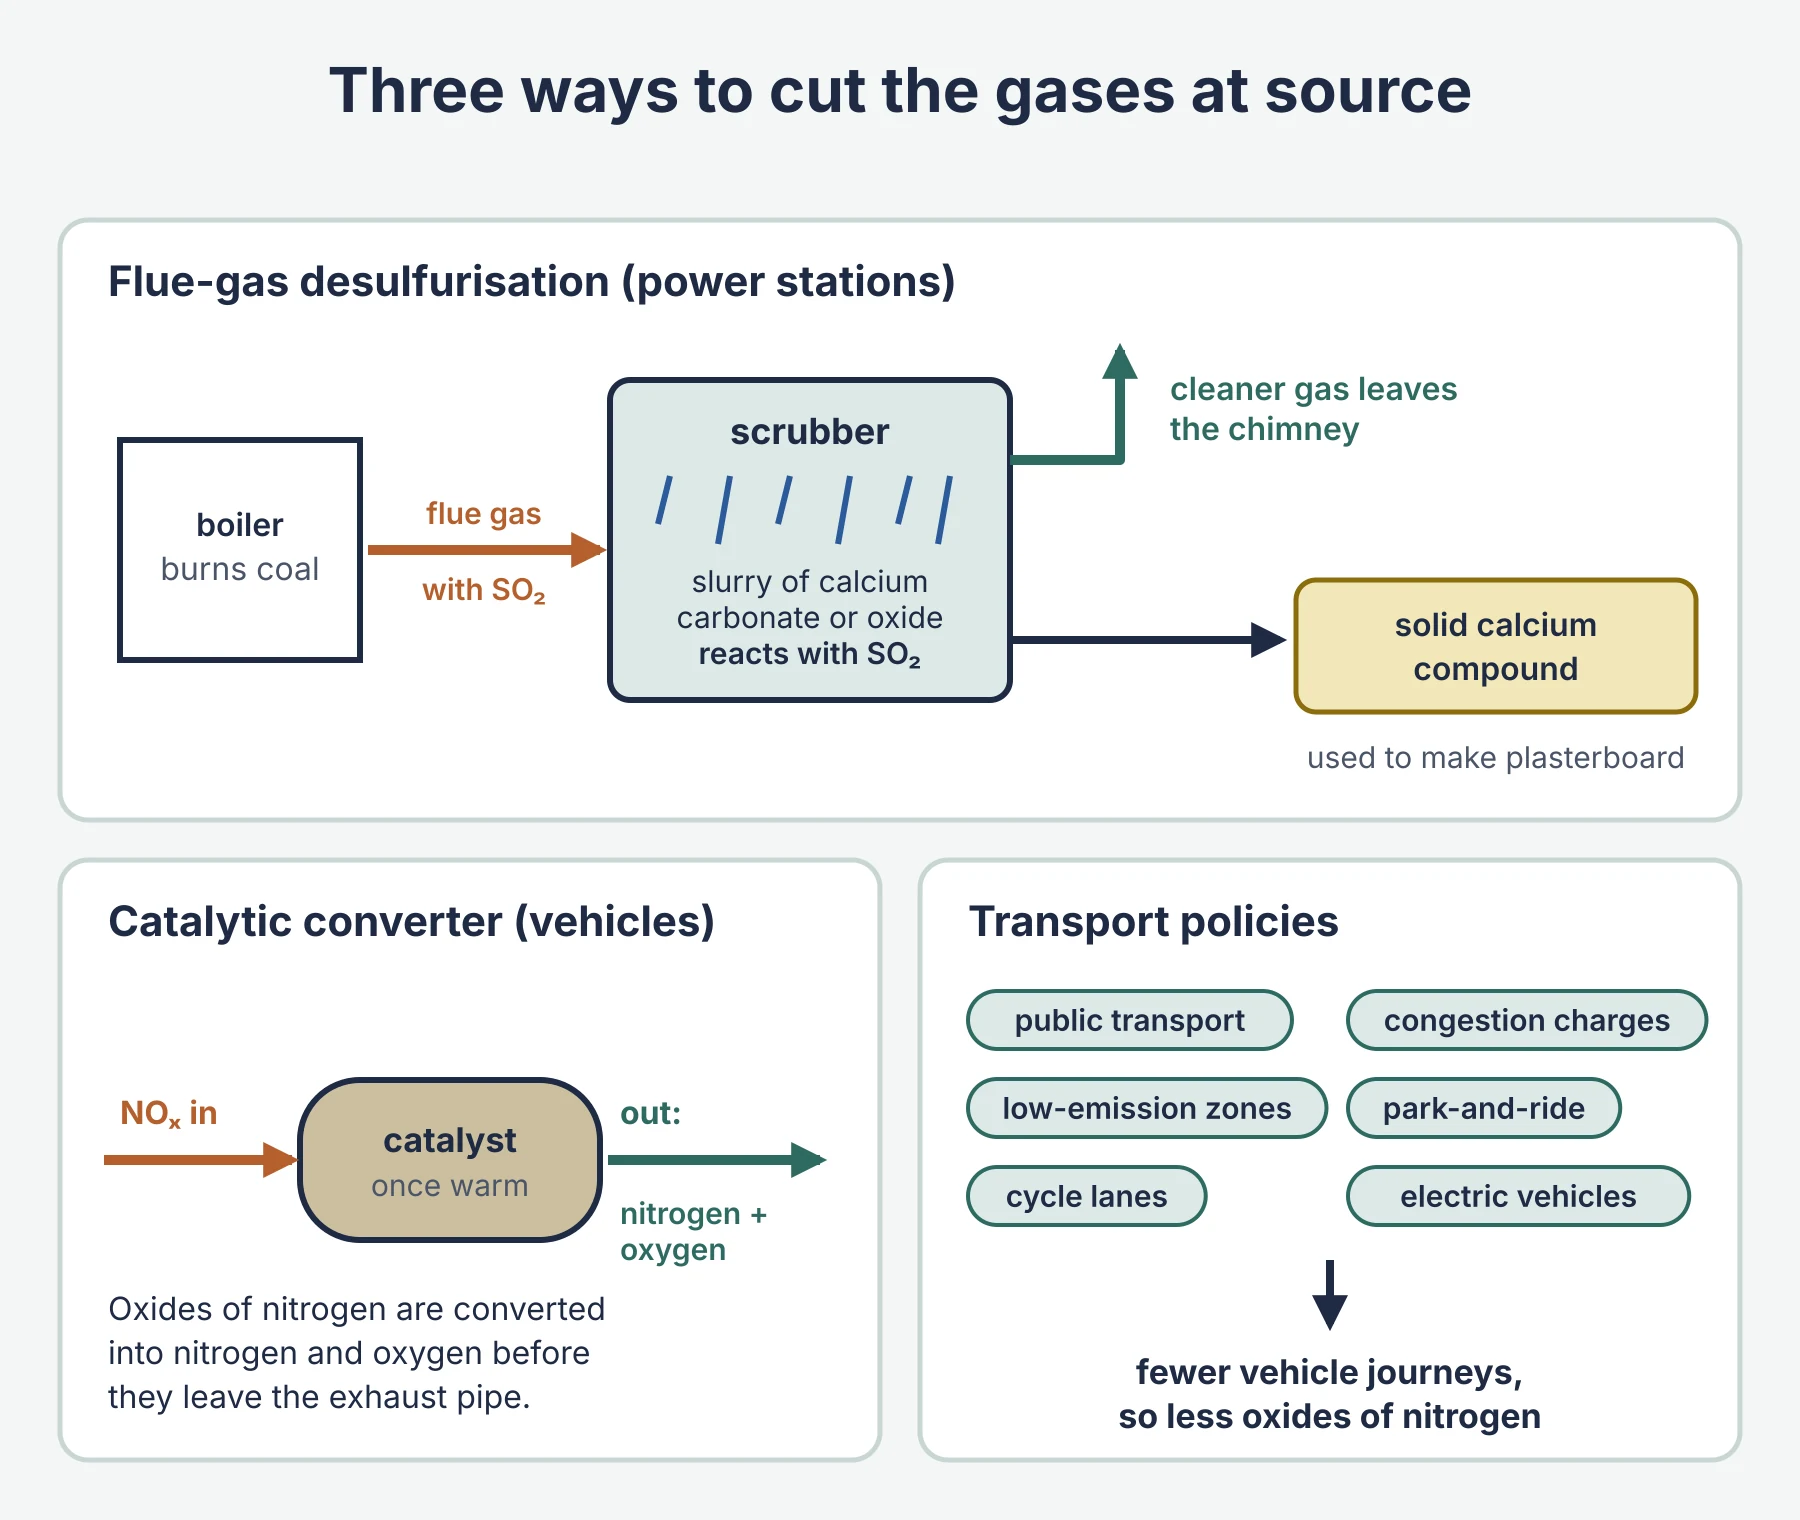 Three ways to cut the gases at source
Flue-gas desulfurisation (power stations)
boiler
burns coal
flue gas
with SO₂
scrubber
slurry of calcium
carbonate or oxide
reacts with SO₂
cleaner gas leaves
the chimney
solid calcium
compound
used to make plasterboard
Catalytic converter (vehicles)
NOₓ in
catalyst
once warm
out:
nitrogen +
oxygen
Oxides of nitrogen are converted
into nitrogen and oxygen before
they leave the exhaust pipe.
Transport policies
public transport
congestion charges
low-emission zones
park-and-ride
cycle lanes
electric vehicles
fewer vehicle journeys,
so less oxides of nitrogen